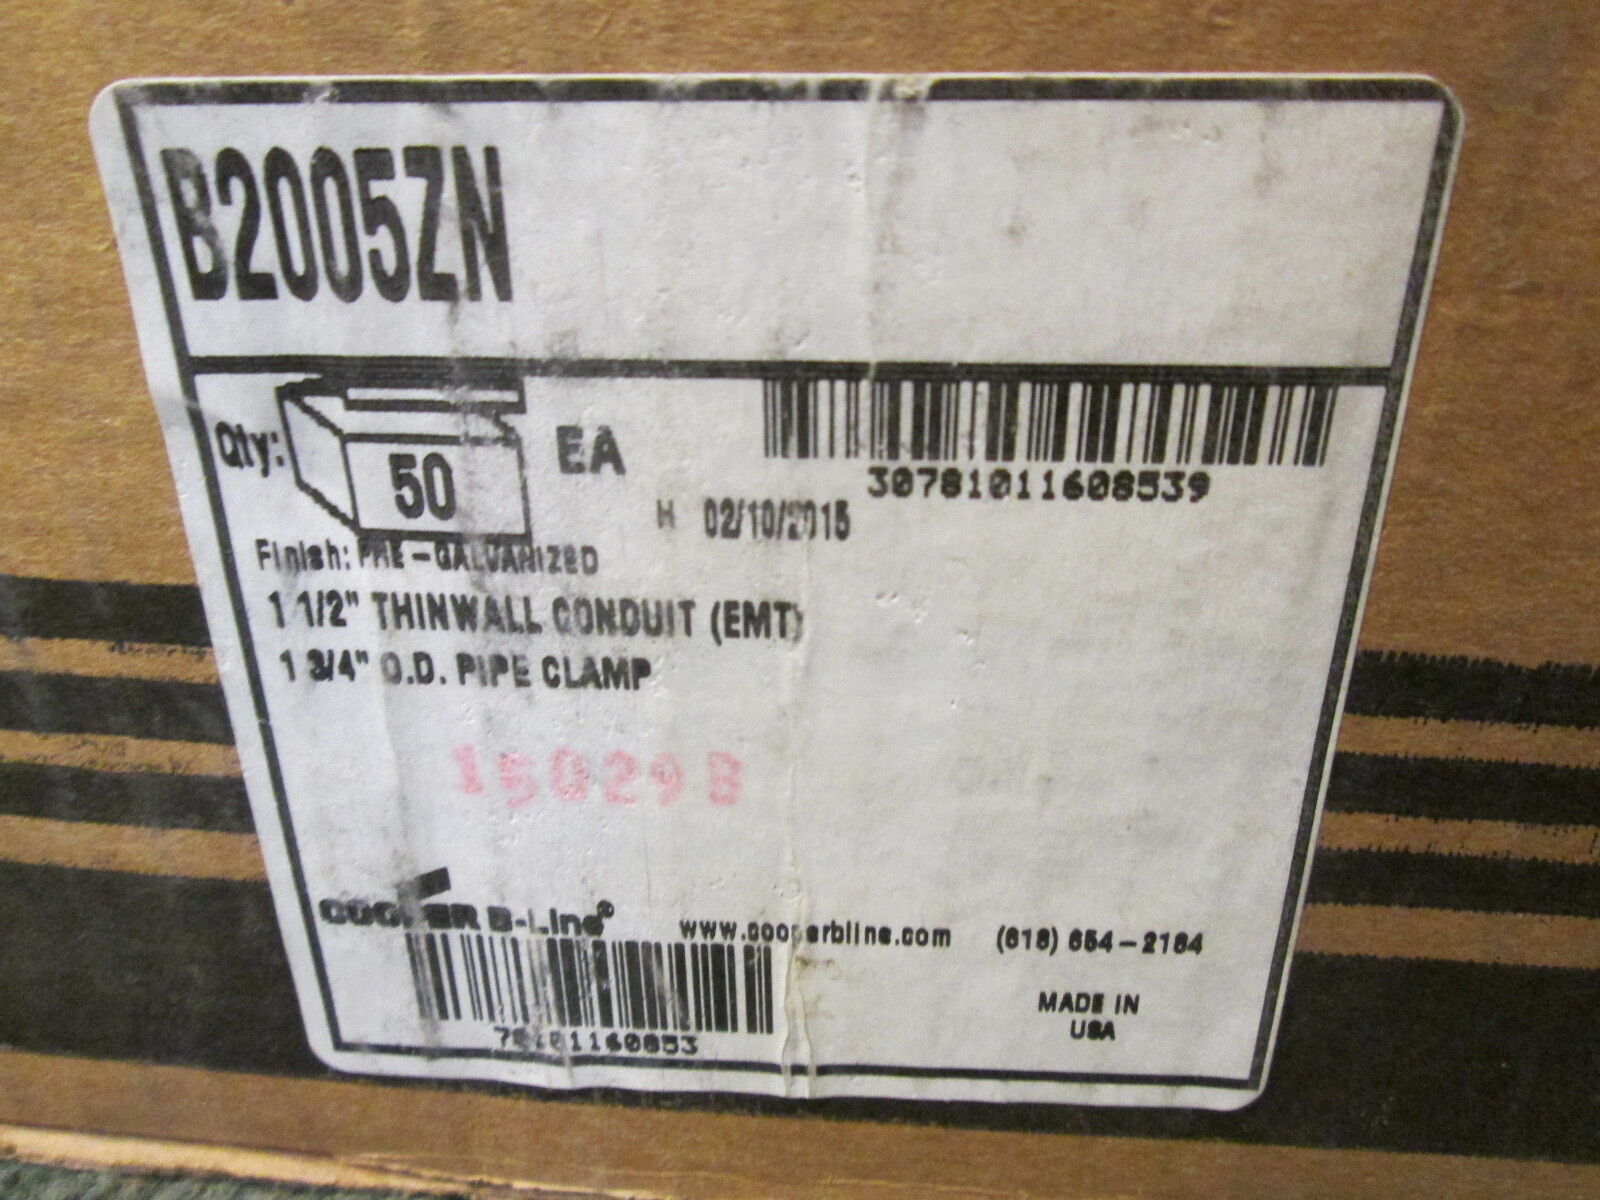 B2005ZN
Qty: 50 EA
30781011608539
H 02/10/2015
Finish: PRE-GALVANIZED
1 1/2" THINWALL CONDUIT (EMT)
1 3/4" O.D. PIPE CLAMP
15029B
COOPER B-Line®
www.cooperbline.com (618) 654-2184
78101160853
MADE IN
USA